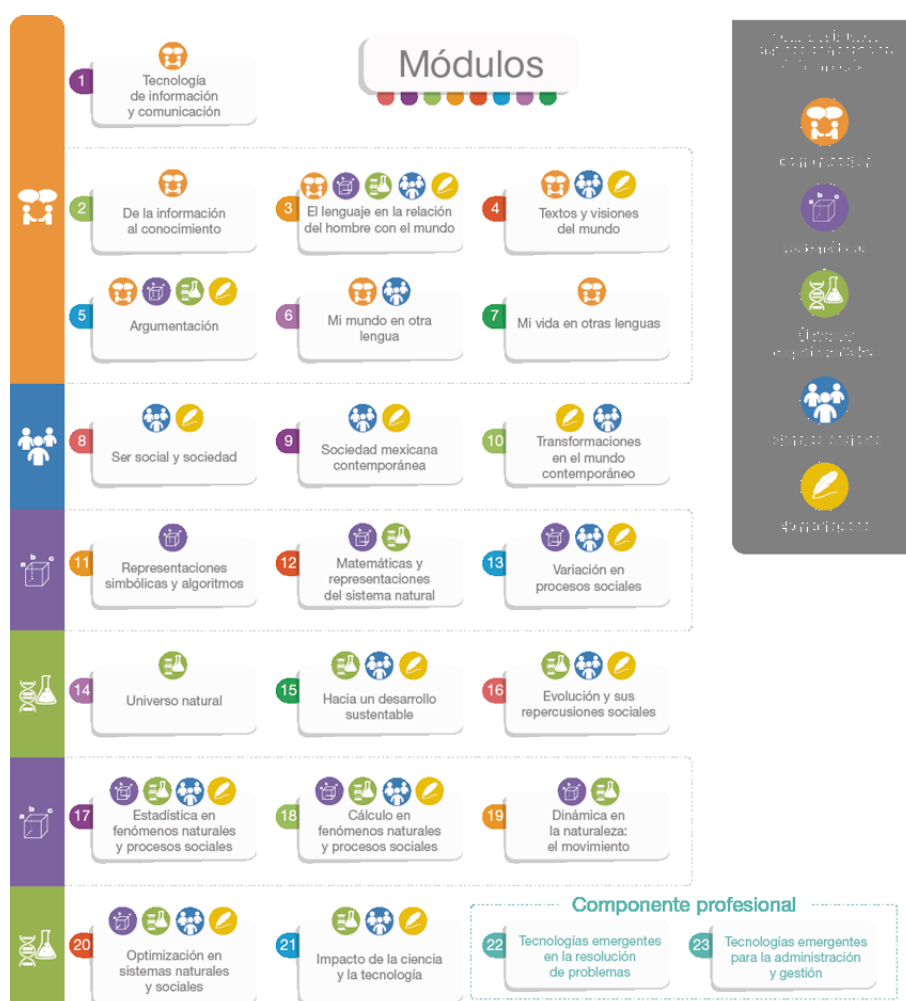 Módulos
1
Tecnología
de información
y comunicación
2
De la información
al conocimiento
3
El lenguaje en la relación
del hombre con el mundo
4
Textos y visiones
del mundo
5
Argumentación
6
Mi mundo en otra
lengua
7
Mi vida en otras lenguas
8
Ser social y sociedad
9
Sociedad mexicana
contemporánea
10
Transformaciones
en el mundo
contemporáneo
11
Representaciones
simbólicas y algoritmos
12
Matemáticas y
representaciones
del sistema natural
13
Variación en
procesos sociales
14
Universo natural
15
Hacia un desarrollo
sustentable
16
Evolución y sus
repercusiones sociales
17
Estadística en
fenómenos naturales
y procesos sociales
18
Cálculo en
fenómenos naturales
y procesos sociales
19
Dinámica en
la naturaleza:
el movimiento
20
Optimización en
sistemas naturales
y sociales
21
Impacto de la ciencia
y la tecnología
Componente profesional
22
Tecnologías emergentes
en la resolución
de problemas
23
Tecnologías emergentes
para la administración
y gestión